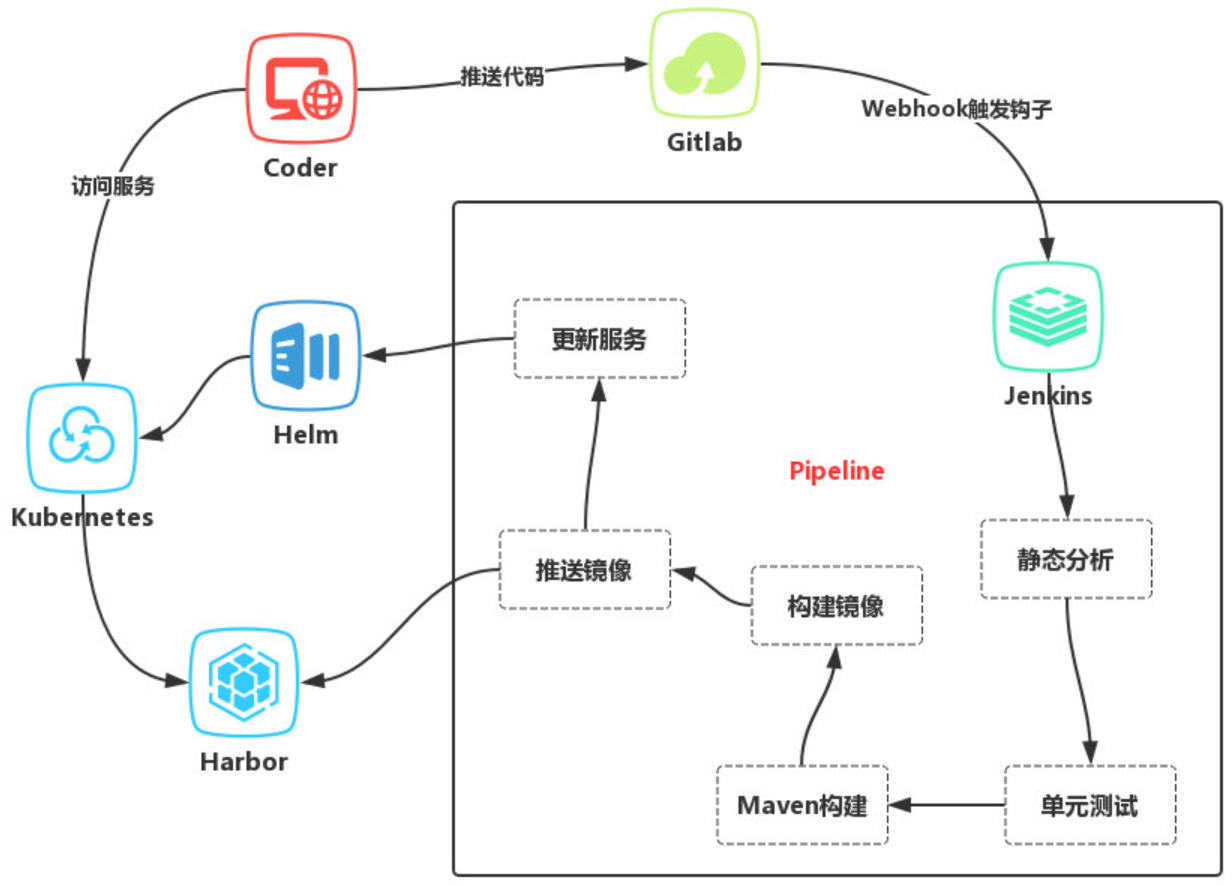 推送代码
Gitlab
Webhook触发钩子
Coder
访问服务
更新服务
Jenkins
Helm
Pipeline
Kubernetes
静态分析
推送镜像
构建镜像
Harbor
Maven构建
单元测试